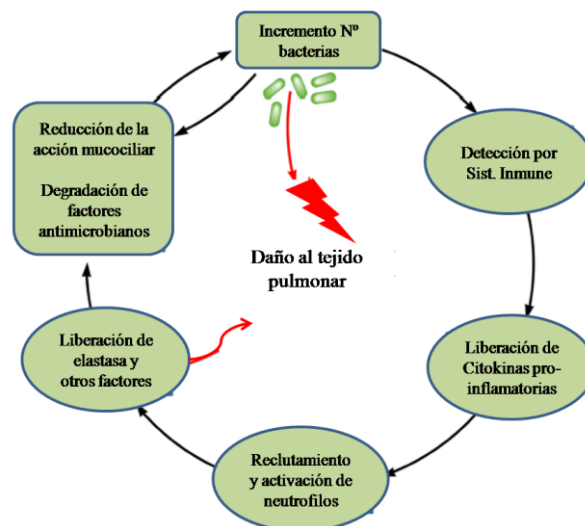 Incremento Nº
bacterias
Detección por
Sist. Inmune
Liberación de
Citokinas pro-
inflamatorias
Reclutamiento
y activación de
neutrofilos
Liberación de
elastasa y
otros factores
Reducción de la
acción mucociliar
Degradación de
factores
antimicrobianos
Daño al tejido
pulmonar